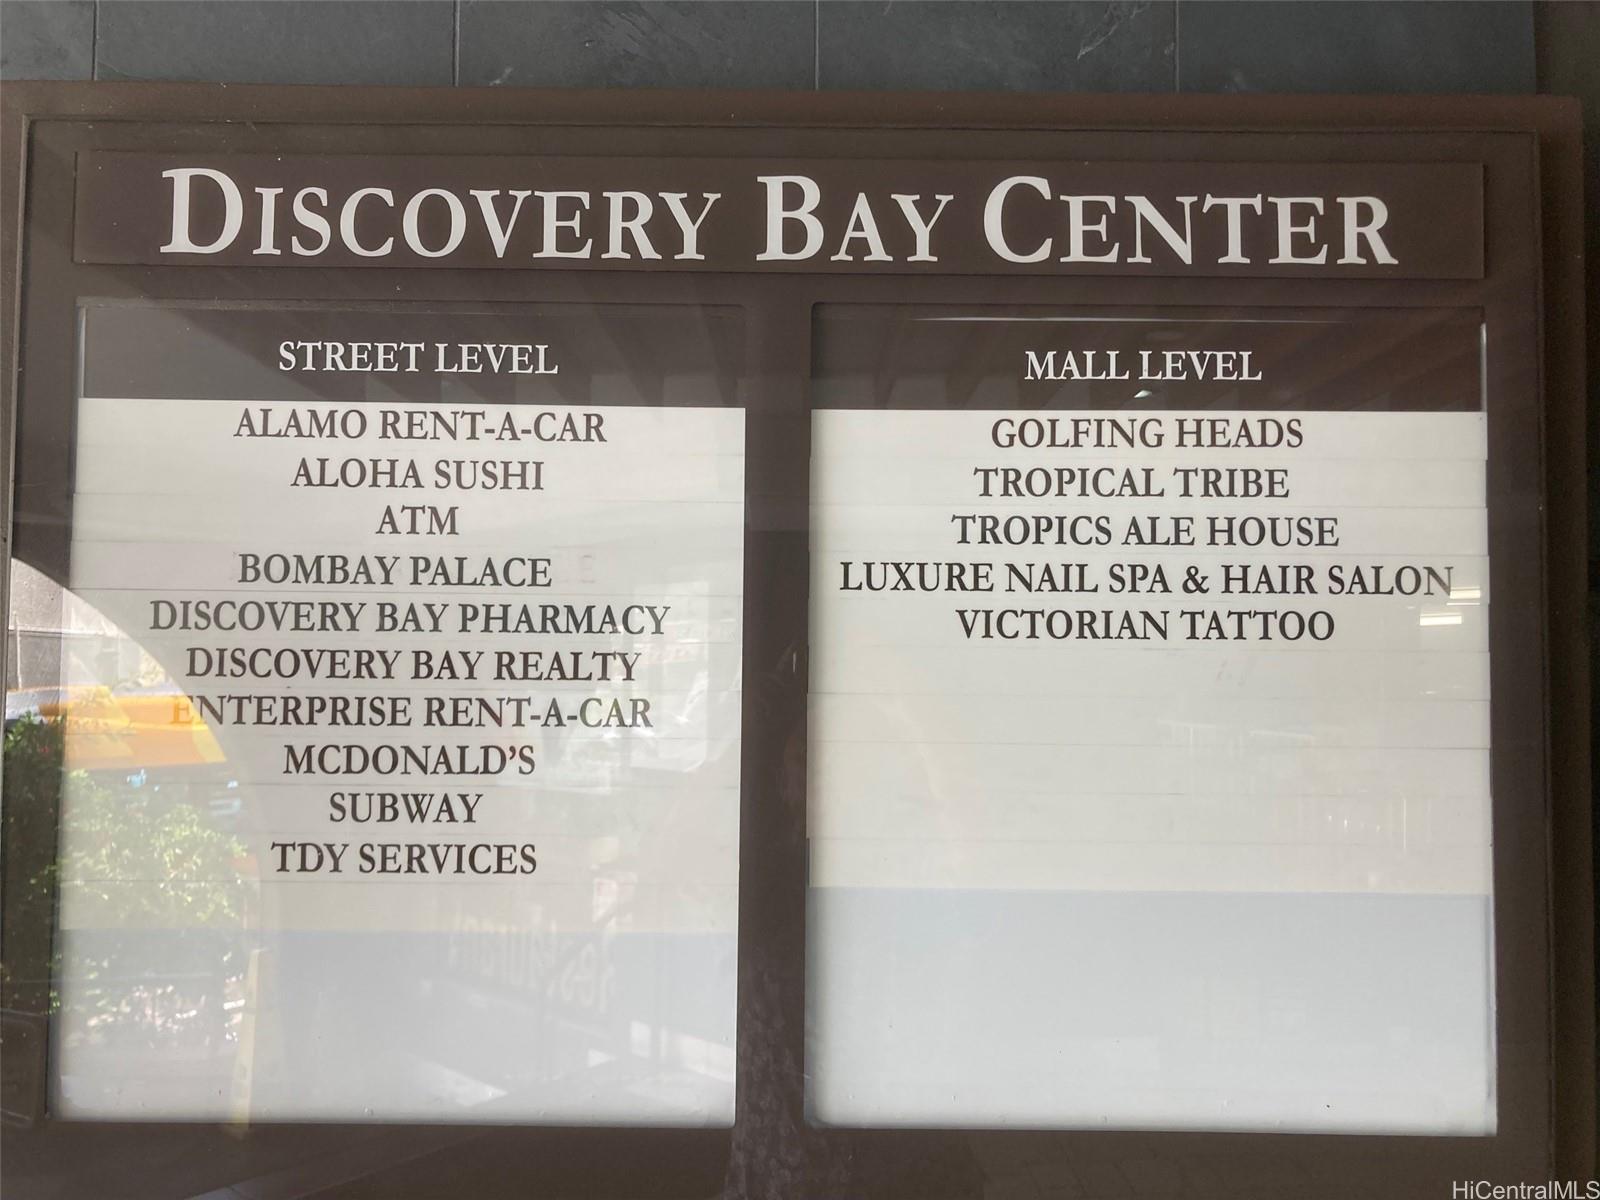 DISCOVERY BAY CENTER
STREET LEVEL
ALAMO RENT-A-CAR
ALOHA SUSHI
ATM
BOMBAY PALACE
DISCOVERY BAY PHARMACY
DISCOVERY BAY REALTY
ENTERPRISE RENT-A-CAR
MCDONALD'S
SUBWAY
TDY SERVICES
MALL LEVEL
GOLFING HEADS
TROPICAL TRIBE
TROPICS ALE HOUSE
LUXURE NAIL SPA & HAIR SALON
VICTORIAN TATTOO
HiCentralMLS